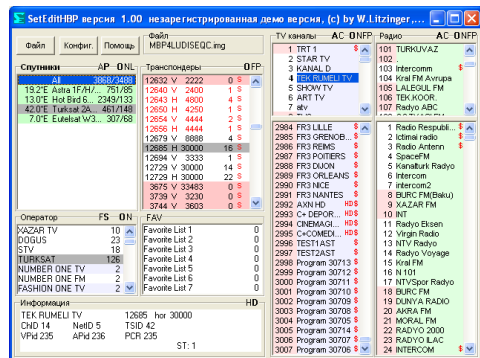 SetEditHBP версия 1.00 незарегистрированная демо версия, (c) by W.Litzinger,...
Файл Конфиг. Помощь
Файл
MBP4LUDISEQC.img
Спутники AP ONL
All 3868/3488
19.2°E Astra 1F/H/... 751/85
13.0°E Hot Bird 6... 2349/133
42.0°E Turksat 2A... 461/148
7.0°E Eutelsat W3... 307/68
Транспондеры OFP
12632 V 2222 0 S
12640 V 2400 1 S
12643 H 4800 4 S
12650 H 4250 1 S
12654 V 4444 2 S
12656 H 4444 1 S
12679 V 8888 4 S
12685 H 30000 16 S
12694 V 3333 1 S
12729 V 30000 14 S
12729 H 30000 22 S
3675 V 33483 0 S
3739 V 3230 0 S
3744 V 3603 0 S
Оператор FS ON
XAZAR TV 10
DOGUS 23
STV 18
TURKSAT 126
NUMBER ONE TV 2
NUMBER ONE FM 2
FASHION ONE TV 2
FAV
Favorite List 1 0
Favorite List 2 0
Favorite List 3 0
Favorite List 4 0
Favorite List 5 0
Favorite List 6 0
Favorite List 7 0
Информация HD
TEK RUMELI TV 12685 hor 30000
ChID 14 NetID 5 TSID 42
VPid 235 APid 236 PCR 235
ST: 1
TV каналы AC ONFP
1 TRT 1 $
2 STAR TV
3 KANAL D
4 TEK RUMELI TV
5 SHOW TV
6 ART TV
7 atv
2984 FR3 LILLE $
2985 FR3 GRENOB... $
2986 FR3 REIMS $
2987 FR3 POITIERS $
2988 FR3 DIJON $
2989 FR3 ORLEANS $
2990 FR3 NICE $
2991 FR3 NANTES $
2992 AXN HD HD$
2993 C+ DEPOR... HD$
2994 CINEMAGI... HD$
2995 C+COMEDI... HD$
2996 TEST1AST $
2997 TEST2AST $
2998 Program 30713 $
2999 Program 30712 $
3000 Program 30711 $
3001 Program 30710 $
3002 Program 30709 $
3003 Program 30708 $
3004 Program 30705 $
3005 Program 30714 $
3006 Program 30707 $
3007 Program 30706 $
Радио AC ONFP
101 TURKUVAZ
102 .
103 Intercomm $
104 Kral FM Avrupa
105 LALEGUL FM
106 TEK.KOOR.
107 Radyo ABC
1 Radio Respubli... $
2 Ictimai radio $
3 Radio Antenn $
4 SpaceFM
5 Kanalturk Radyo
6 Intercom
7 intercom2
8 BURC FM(Baku)
9 XAZAR FM
10 INT
11 Radyo Eksen
12 Virgin Radio
13 NTV Radyo
14 Radyo Voyage
15 Kral FM
16 N 101
17 NTVSpor Radyo
18 BURC FM
19 DUNYA RADIO
20 AKRA FM
21 MORAL FM
22 RADYO 2000
23 RADYO ILAC
24 INTERCOM $